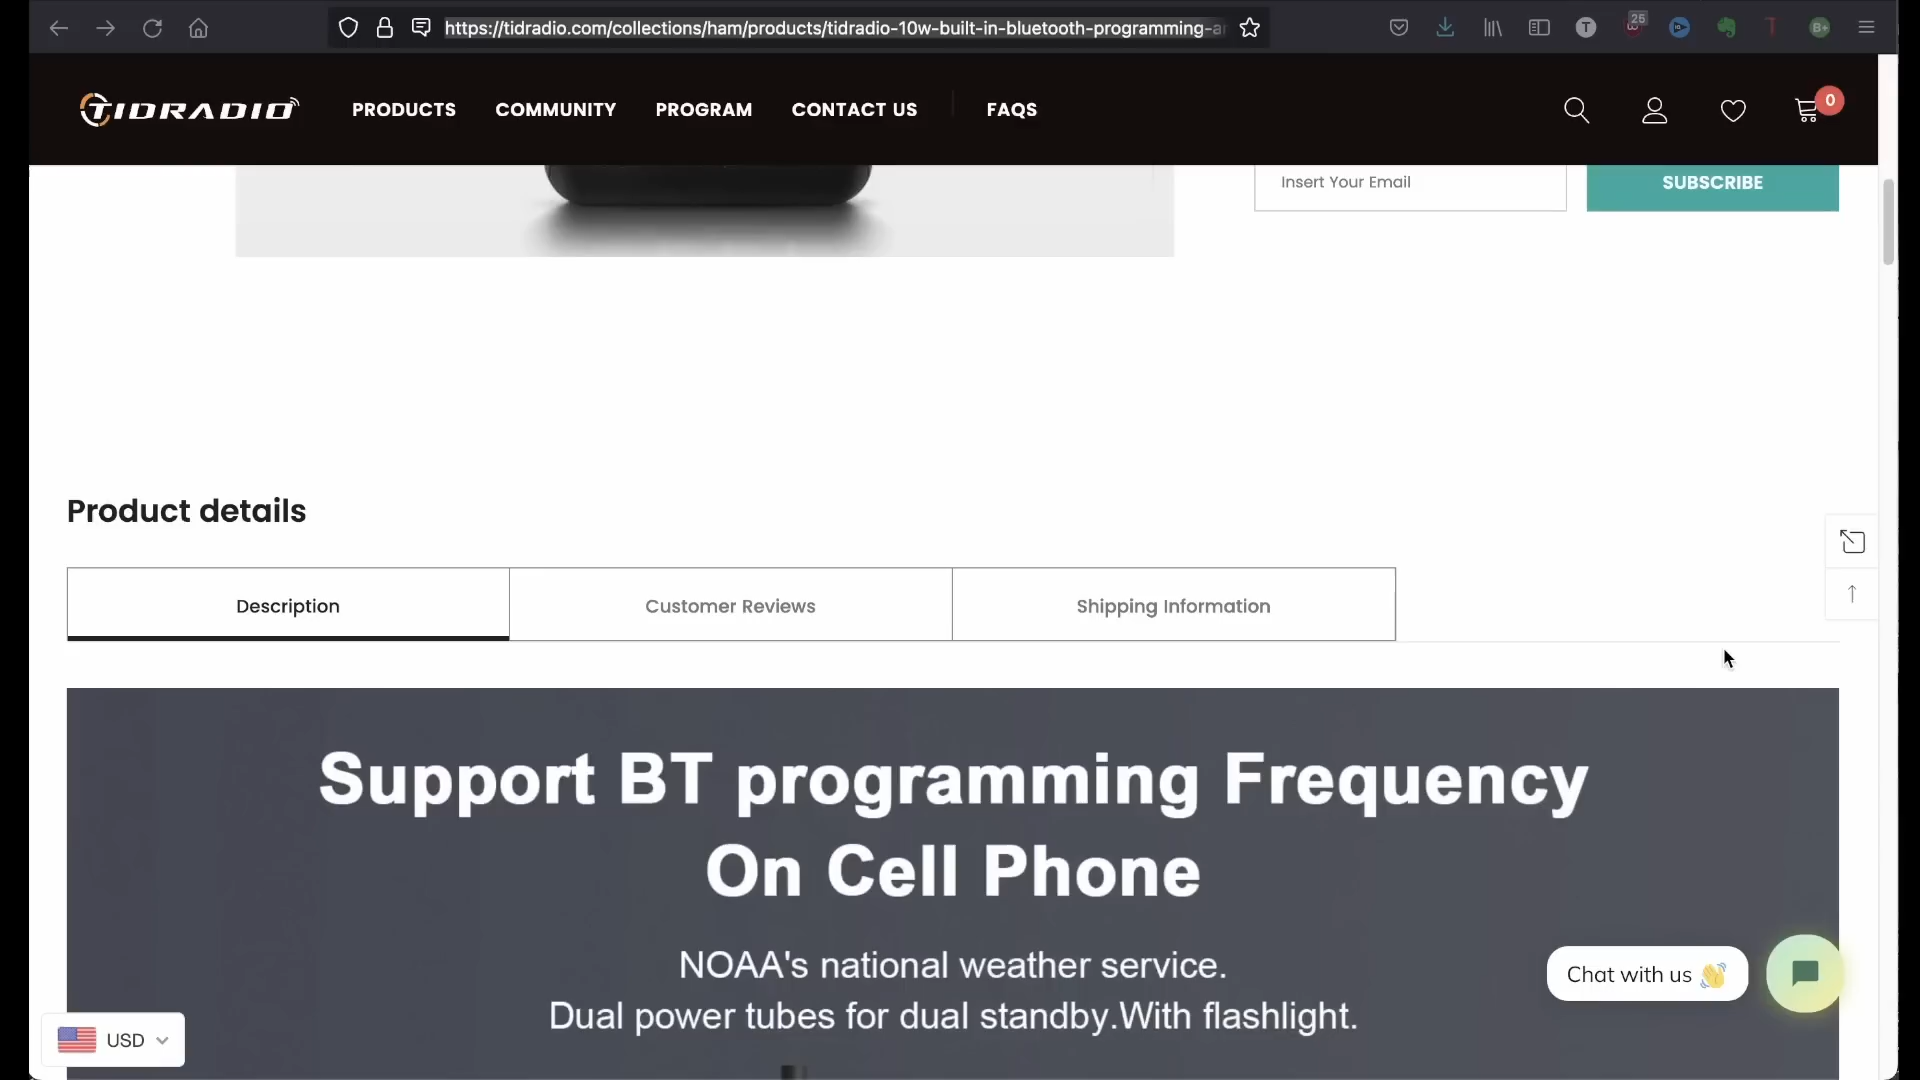 https://tidradio.com/collections/ham/products/tidradio-10w-built-in-bluetooth-programming-a
25
T
B+
TIDRADIO
PRODUCTS
COMMUNITY
PROGRAM
CONTACT US
FAQS
0
Insert Your Email
SUBSCRIBE
Product details
Description
Customer Reviews
Shipping Information
Support BT programming Frequency
On Cell Phone
NOAA's national weather service.
Dual power tubes for dual standby.With flashlight.
Chat with us 👋
USD